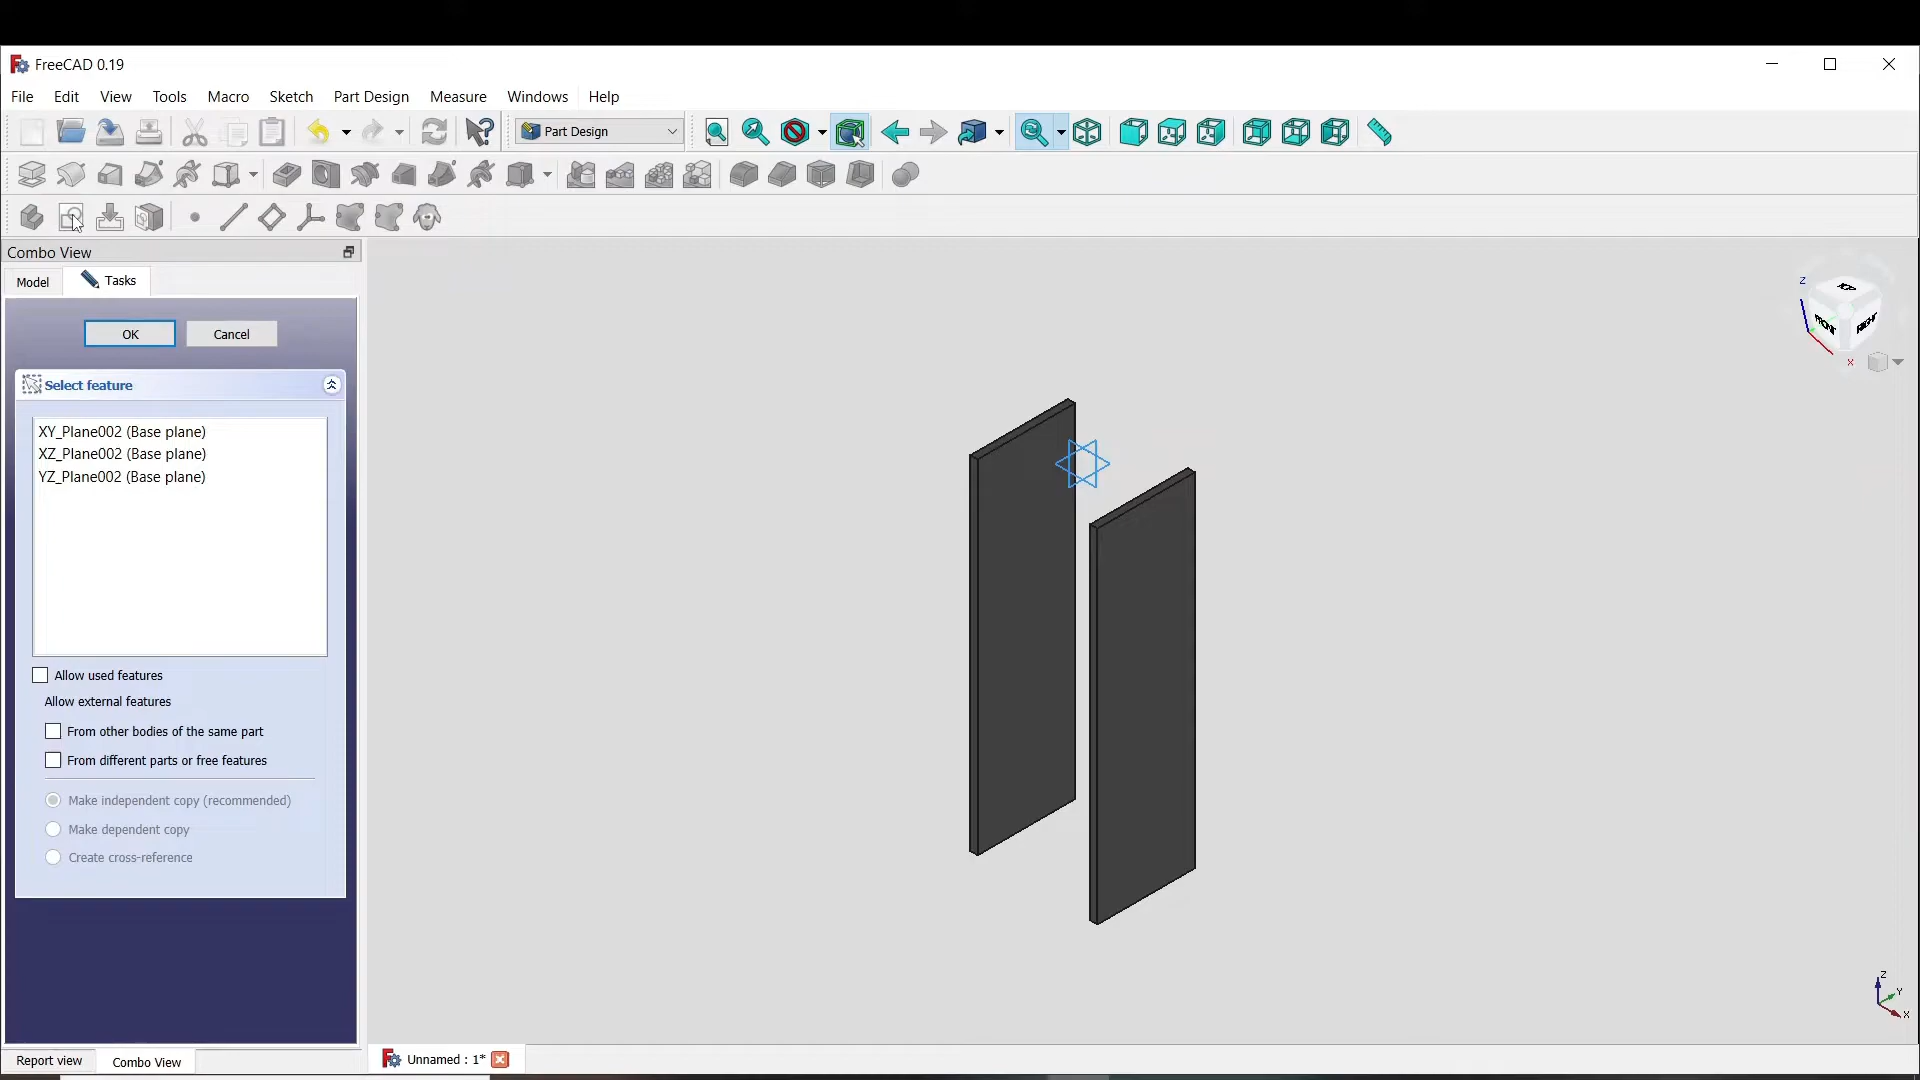 FreeCAD 0.19
File Edit View Tools Macro Sketch Part Design Measure Windows Help
Part Design
Combo View
Model Tasks
OK Cancel
Select feature
XY_Plane002 (Base plane)
XZ_Plane002 (Base plane)
YZ_Plane002 (Base plane)
Allow used features
Allow external features
From other bodies of the same part
From different parts or free features
Make independent copy (recommended)
Make dependent copy
Create cross-reference
Z
TOP
FRONT RIGHT
X
Z
Y
X
Report view Combo View Unnamed : 1*